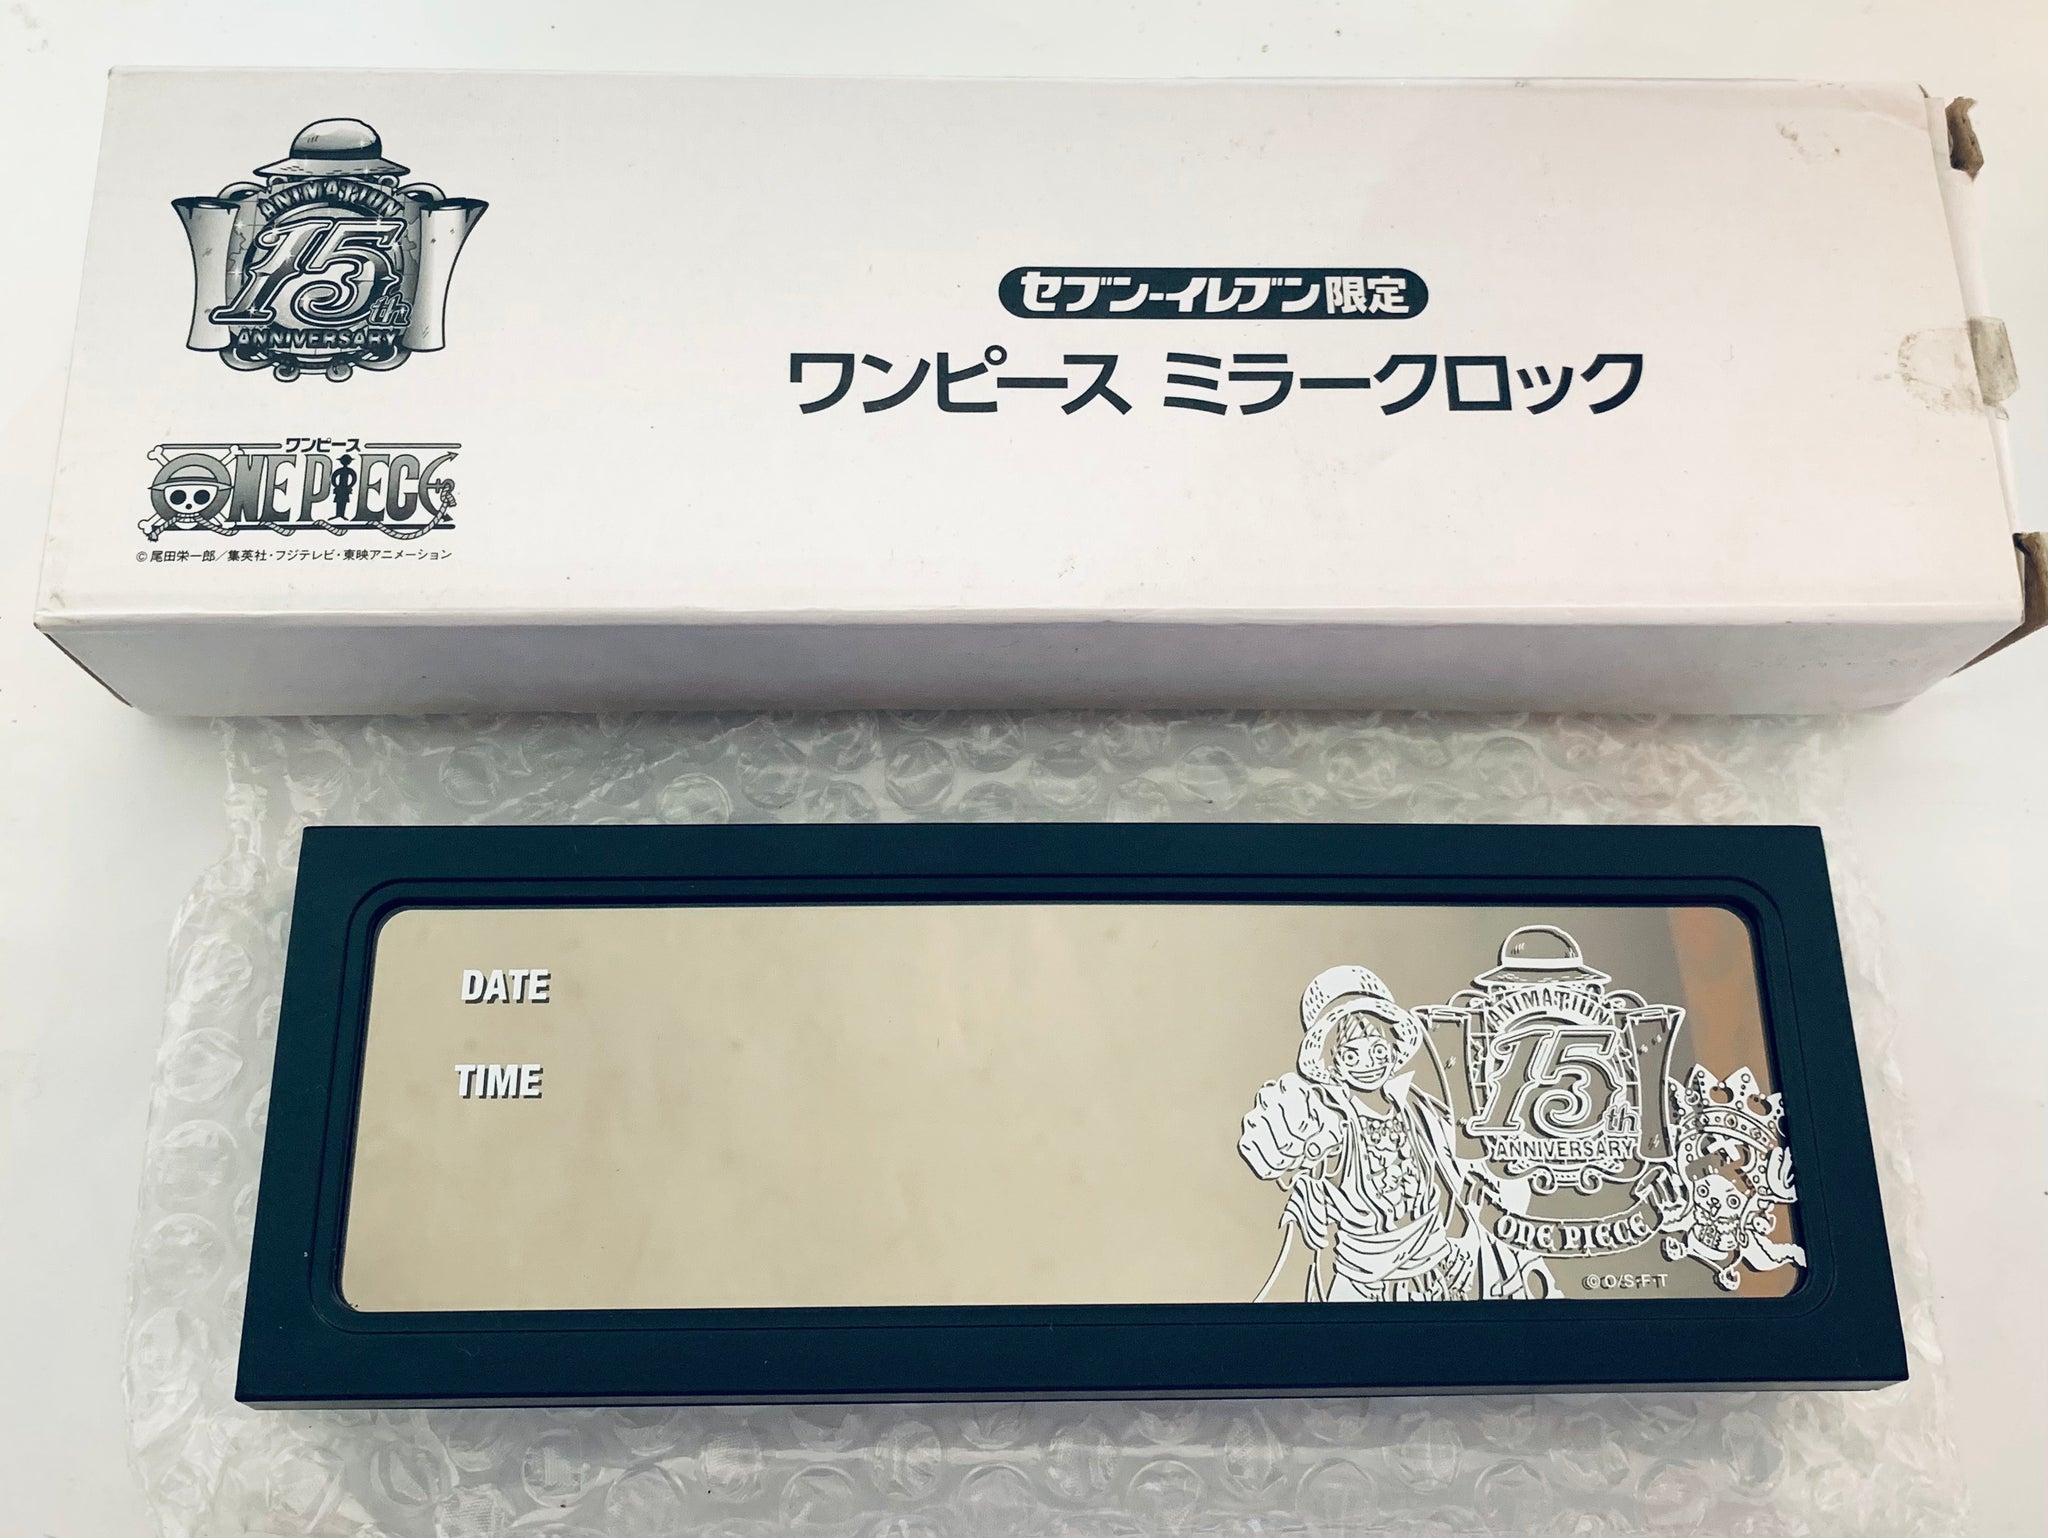 ANIMATION
15th
ANNIVERSARY
セブン-イレブン限定
ワンピース ミラークロック
ワンピース
ONE PIECE
© 尾田栄一郎／集英社・フジテレビ・東映アニメーション
DATE
TIME
ANIMATION
15th
ANNIVERSARY
ONE PIECE
©O/S・F・T